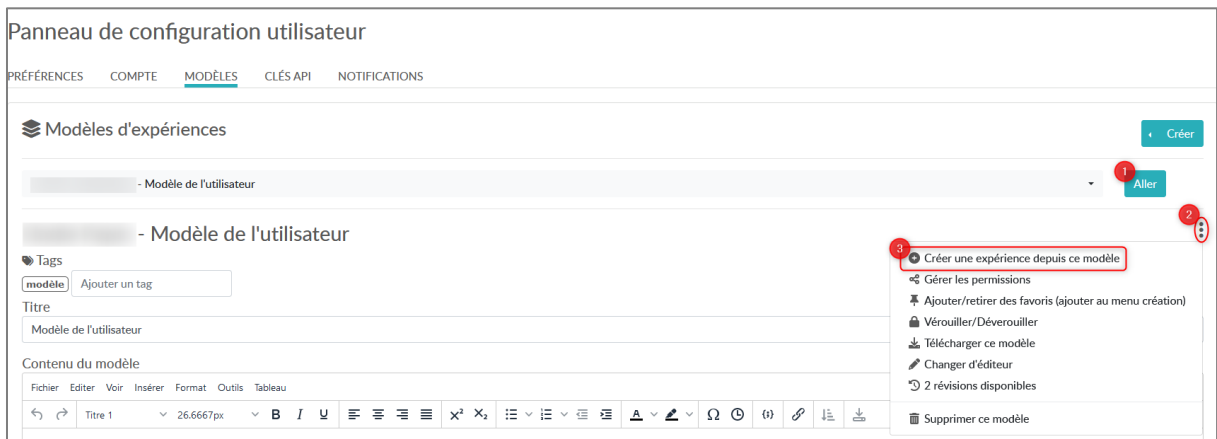 Panneau de configuration utilisateur
PRÉFÉRENCES COMPTE MODÈLES CLÉS API NOTIFICATIONS
Modèles d'expériences
Créer
- Modèle de l'utilisateur
1
Aller
2
- Modèle de l'utilisateur
3
Créer une expérience depuis ce modèle
Tags
modèle Ajouter un tag
Gérer les permissions
Ajouter/retirer des favoris (ajouter au menu création)
Titre
Modèle de l'utilisateur
Vérouiller/Déverouiller
Télécharger ce modèle
Contenu du modèle
Changer d'éditeur
Fichier Editer Voir Insérer Format Outils Tableau
2 révisions disponibles
Titre 1 26.6667px B I U X² X₂ A Ω
Supprimer ce modèle